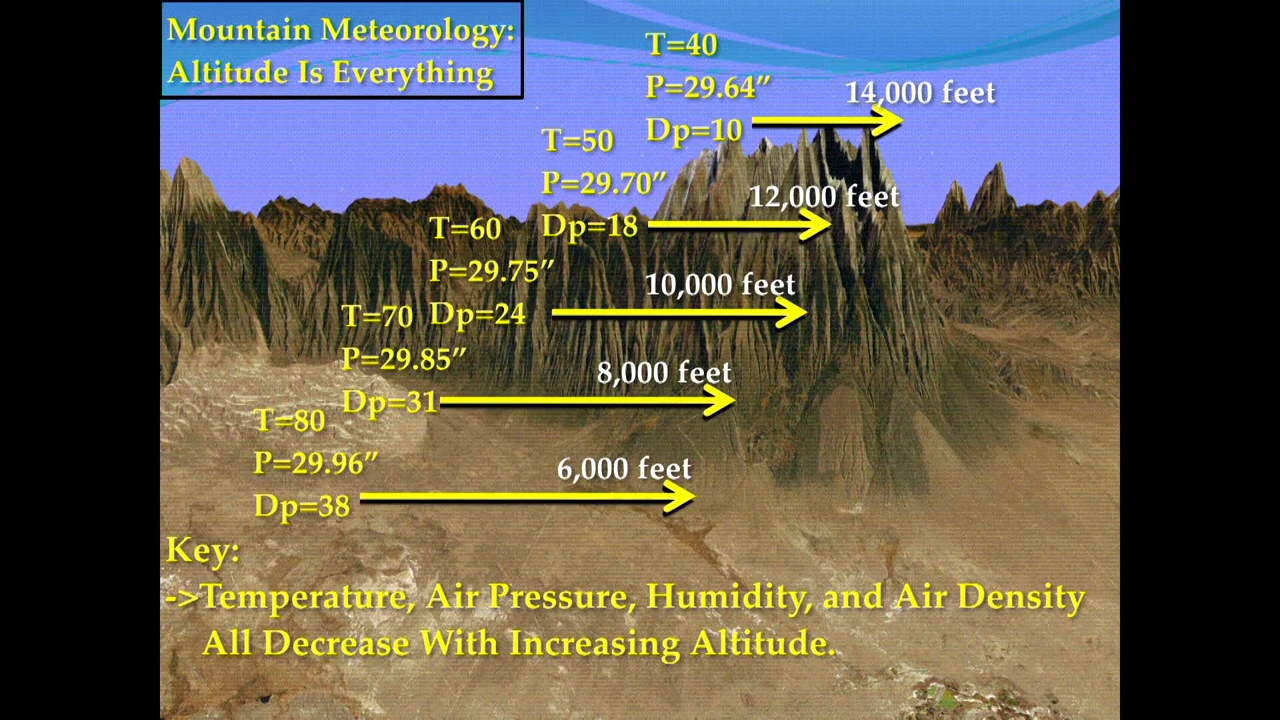 Mountain Meteorology:
Altitude Is Everything
T=40
P=29.64”
Dp=10
14,000 feet
T=50
P=29.70”
Dp=18
12,000 feet
T=60
P=29.75”
Dp=24
10,000 feet
T=70
P=29.85”
Dp=31
8,000 feet
T=80
P=29.96”
Dp=38
6,000 feet
Key:
->Temperature, Air Pressure, Humidity, and Air Density
All Decrease With Increasing Altitude.